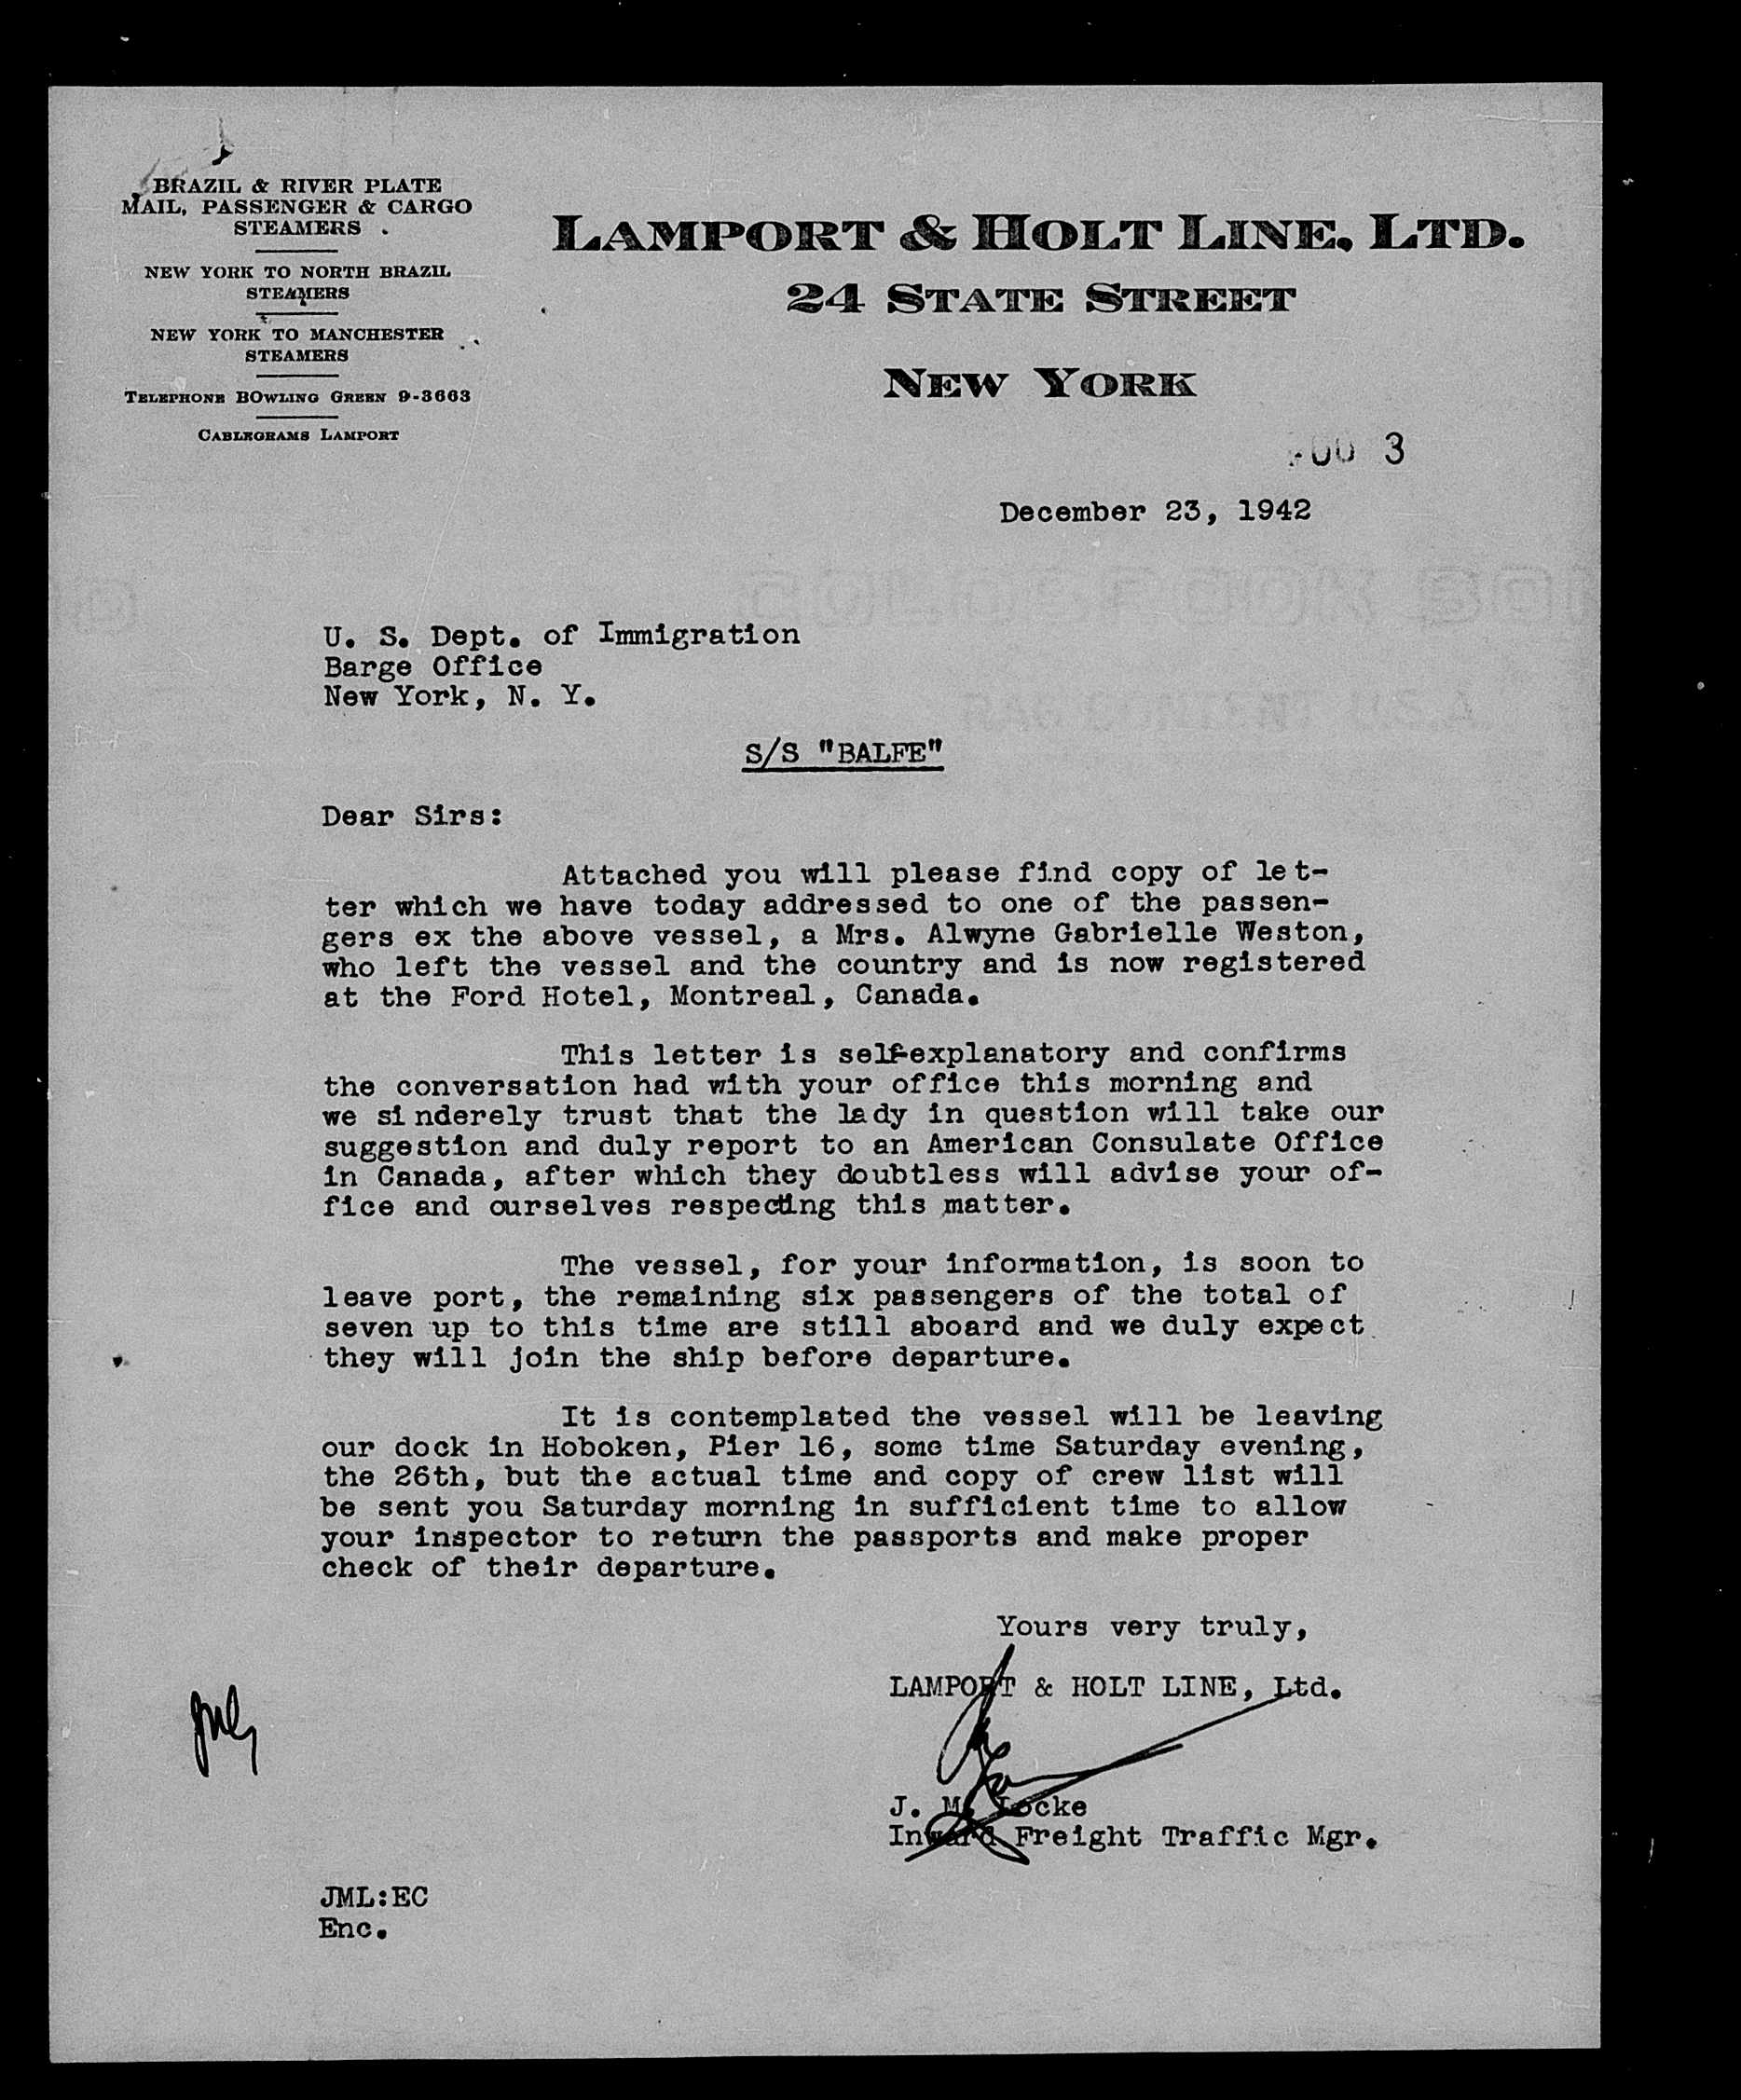 BRAZIL & RIVER PLATE
MAIL, PASSENGER & CARGO
STEAMERS
NEW YORK TO NORTH BRAZIL
STEAMERS
NEW YORK TO MANCHESTER
STEAMERS
TELEPHONE BOWLING GREEN 9-3663
CABLEGRAMS LAMPORT
LAMPORT & HOLT LINE, LTD.
24 STATE STREET
NEW YORK
3
December 23, 1942
U. S. Dept. of Immigration
Barge Office
New York, N. Y.
S/S "BALFE"
Dear Sirs:
Attached you will please find copy of let-
ter which we have today addressed to one of the passen-
gers ex the above vessel, a Mrs. Alwyne Gabrielle Weston,
who left the vessel and the country and is now registered
at the Ford Hotel, Montreal, Canada.
This letter is self-explanatory and confirms
the conversation had with your office this morning and
we sinderely trust that the lady in question will take our
suggestion and duly report to an American Consulate Office
in Canada, after which they doubtless will advise your of-
fice and ourselves respecting this matter.
The vessel, for your information, is soon to
leave port, the remaining six passengers of the total of
seven up to this time are still aboard and we duly expect
they will join the ship before departure.
It is contemplated the vessel will be leaving
our dock in Hoboken, Pier 16, some time Saturday evening,
the 26th, but the actual time and copy of crew list will
be sent you Saturday morning in sufficient time to allow
your inspector to return the passports and make proper
check of their departure.
Yours very truly,
LAMPORT & HOLT LINE, Ltd.
J. M. Locke
Inward Freight Traffic Mgr.
JML:EC
Enc.